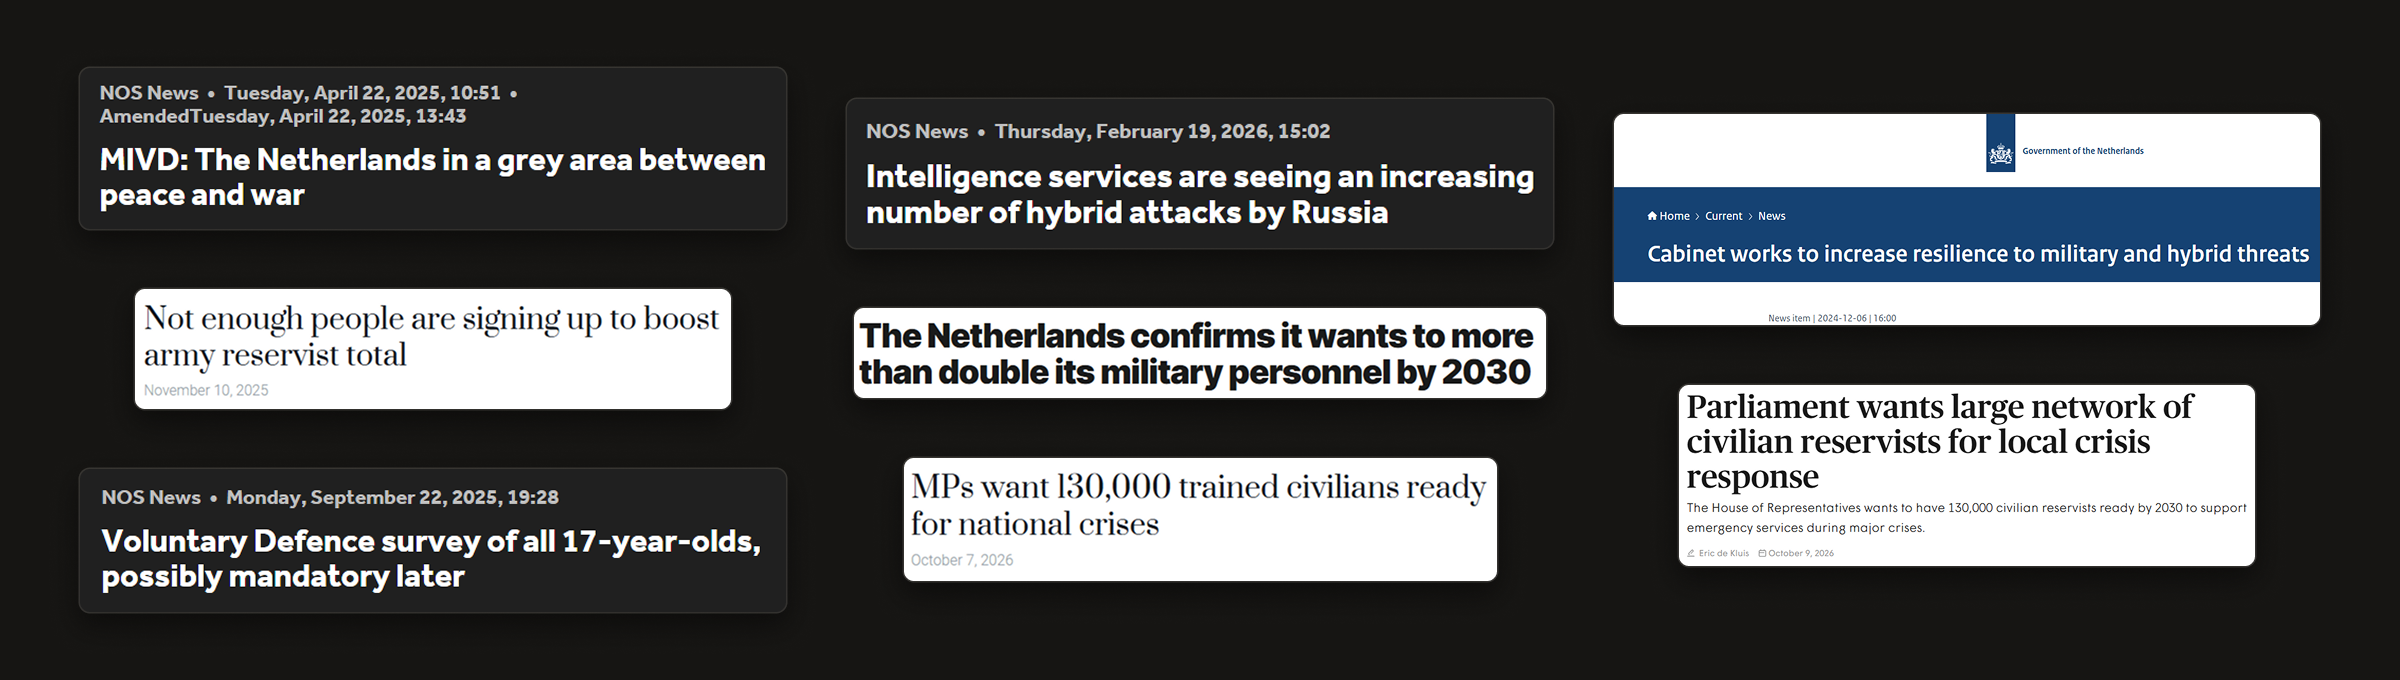 NOS News • Tuesday, April 22, 2025, 10:51 •
AmendedTuesday, April 22, 2025, 13:43
MIVD: The Netherlands in a grey area between
peace and war
Not enough people are signing up to boost
army reservist total
November 10, 2025
NOS News • Monday, September 22, 2025, 19:28
Voluntary Defence survey of all 17-year-olds,
possibly mandatory later
NOS News • Thursday, February 19, 2026, 15:02
Intelligence services are seeing an increasing
number of hybrid attacks by Russia
The Netherlands confirms it wants to more
than double its military personnel by 2030
MPs want 130,000 trained civilians ready
for national crises
October 7, 2026
Government of the Netherlands
Home > Current > News
Cabinet works to increase resilience to military and hybrid threats
News item | 2024-12-06 | 16:00
Parliament wants large network of
civilian reservists for local crisis
response
The House of Representatives wants to have 130,000 civilian reservists ready by 2030 to support
emergency services during major crises.
Eric de Kluis October 9, 2026